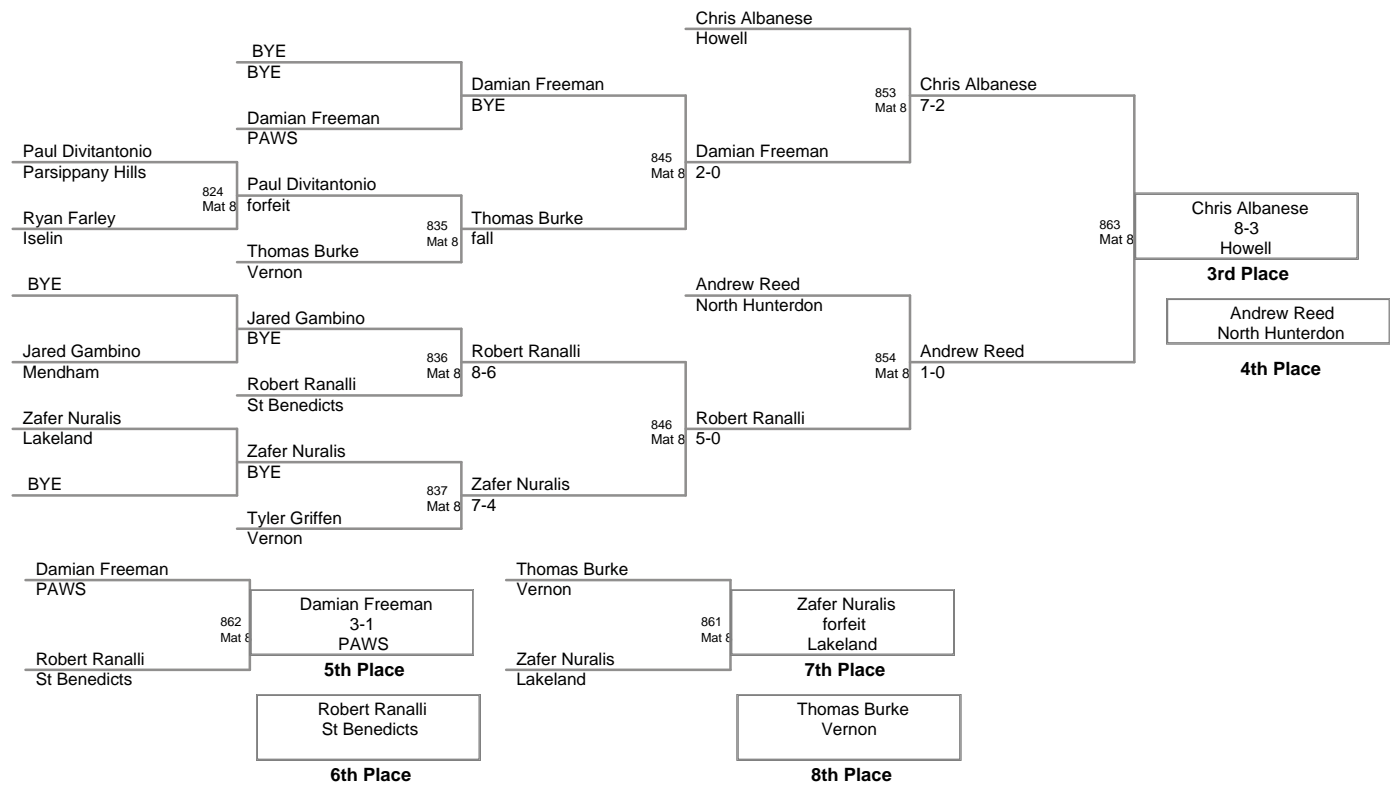 Chris Albanese
Howell
BYE
BYE
Damian Freeman
BYE
853
Mat 8
Chris Albanese
7-2
Damian Freeman
PAWS
Paul Divitantonio
Parsippany Hills
845
Mat 8
Damian Freeman
2-0
824
Mat 8
Paul Divitantonio
forfeit
Ryan Farley
Iselin
835
Mat 8
Thomas Burke
fall
863
Mat 8
Chris Albanese
8-3
Howell
3rd Place
Thomas Burke
Vernon
BYE
Andrew Reed
North Hunterdon
Andrew Reed
North Hunterdon
4th Place
Jared Gambino
BYE
Jared Gambino
Mendham
836
Mat 8
Robert Ranalli
8-6
854
Mat 8
Andrew Reed
1-0
Robert Ranalli
St Benedicts
Zafer Nuralis
Lakeland
846
Mat 8
Robert Ranalli
5-0
Zafer Nuralis
BYE
BYE
837
Mat 8
Zafer Nuralis
7-4
Tyler Griffen
Vernon
Damian Freeman
PAWS
862
Mat 8
Damian Freeman
3-1
PAWS
5th Place
Robert Ranalli
St Benedicts
Robert Ranalli
St Benedicts
6th Place
Thomas Burke
Vernon
861
Mat 8
Zafer Nuralis
forfeit
Lakeland
7th Place
Zafer Nuralis
Lakeland
Thomas Burke
Vernon
8th Place